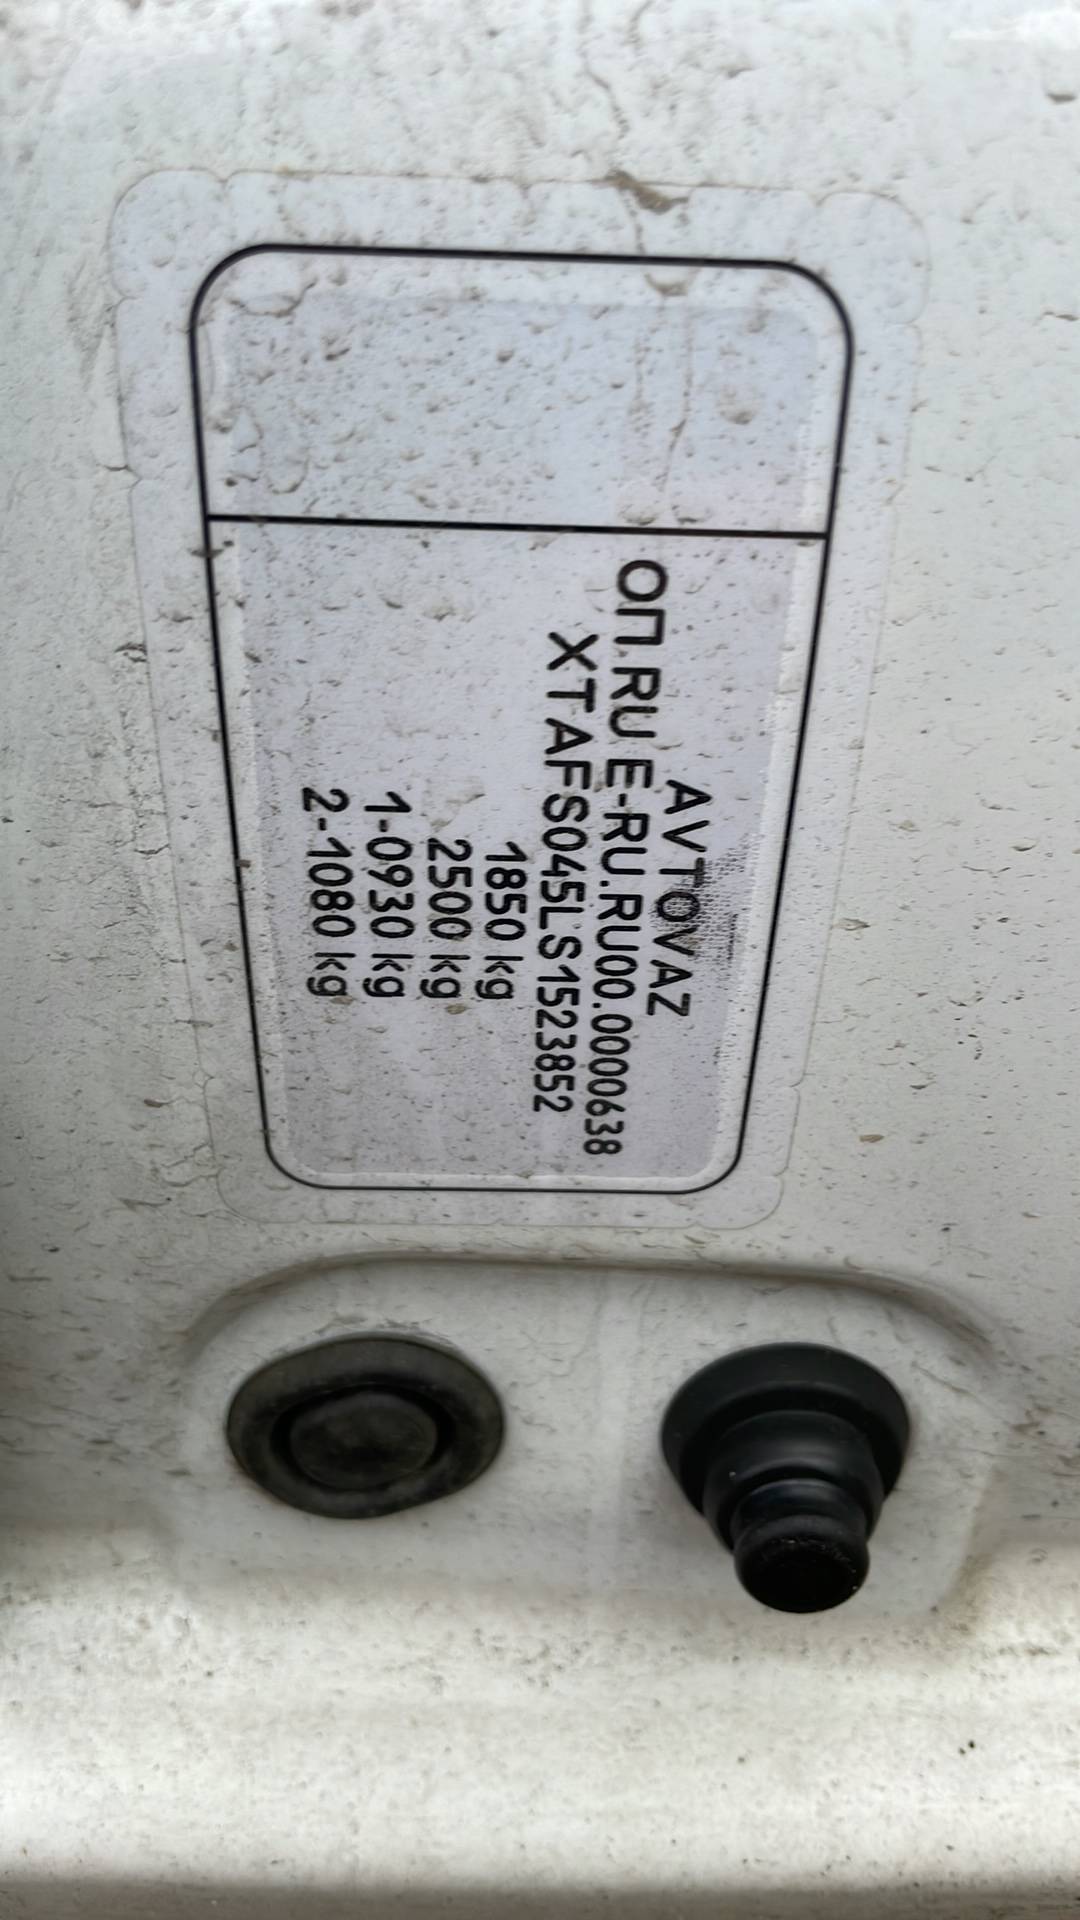 AVTOVAZ
ОП.RU E-RU.RU00.0000638
XTAFS045LS1523852
1850 kg
2500 kg
1-0930 kg
2-1080 kg